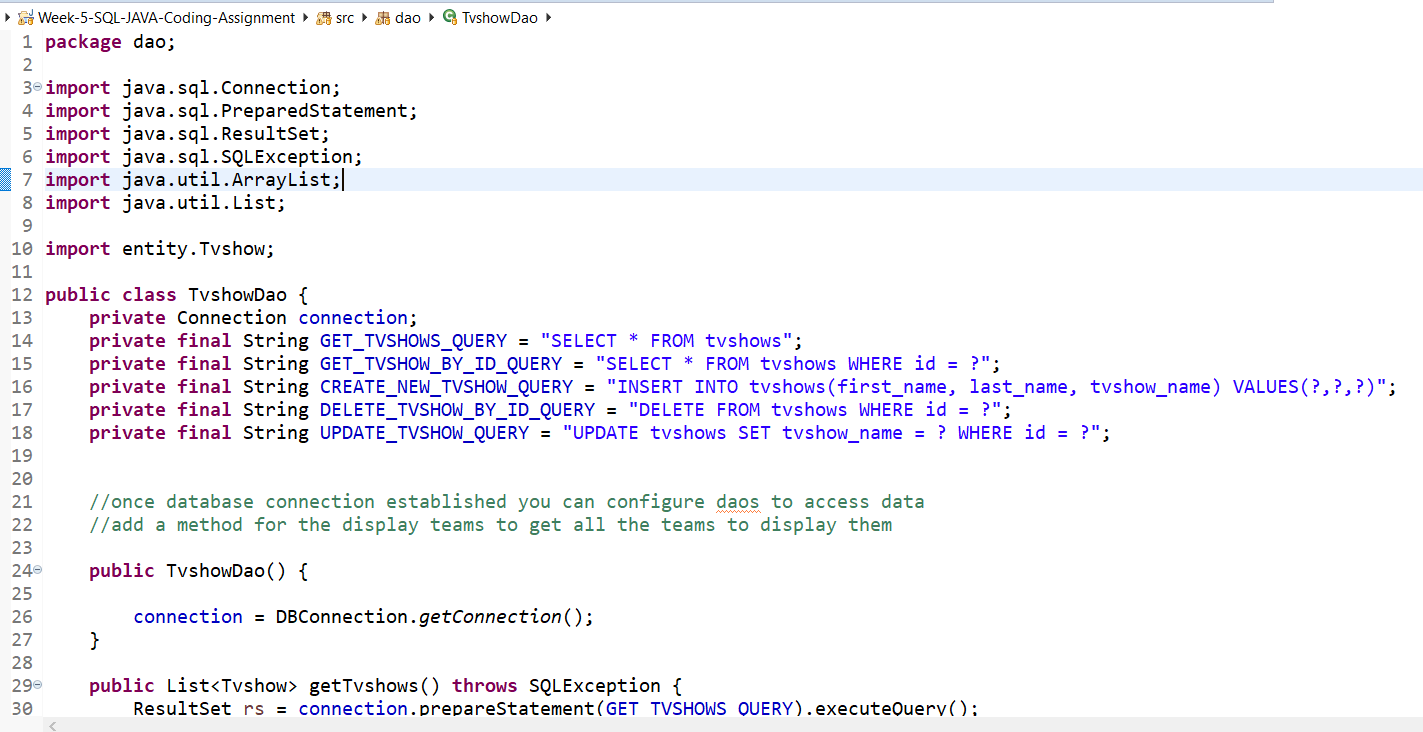 Week-5-SQL-JAVA-Coding-Assignment src dao TvshowDao
1 package dao;
2
3 import java.sql.Connection;
4 import java.sql.PreparedStatement;
5 import java.sql.ResultSet;
6 import java.sql.SQLException;
7 import java.util.ArrayList;
8 import java.util.List;
9
10 import entity.Tvshow;
11
12 public class TvshowDao {
13     private Connection connection;
14     private final String GET_TVSHOWS_QUERY = "SELECT * FROM tvshows";
15     private final String GET_TVSHOW_BY_ID_QUERY = "SELECT * FROM tvshows WHERE id = ?";
16     private final String CREATE_NEW_TVSHOW_QUERY = "INSERT INTO tvshows(first_name, last_name, tvshow_name) VALUES(?,?,?)";
17     private final String DELETE_TVSHOW_BY_ID_QUERY = "DELETE FROM tvshows WHERE id = ?";
18     private final String UPDATE_TVSHOW_QUERY = "UPDATE tvshows SET tvshow_name = ? WHERE id = ?";
19
20
21     //once database connection established you can configure daos to access data
22     //add a method for the display teams to get all the teams to display them
23
24     public TvshowDao() {
25
26         connection = DBConnection.getConnection();
27     }
28
29     public List<Tvshow> getTvshows() throws SQLException {
30         ResultSet rs = connection.prepareStatement(GET_TVSHOWS_QUERY).executeQuery();